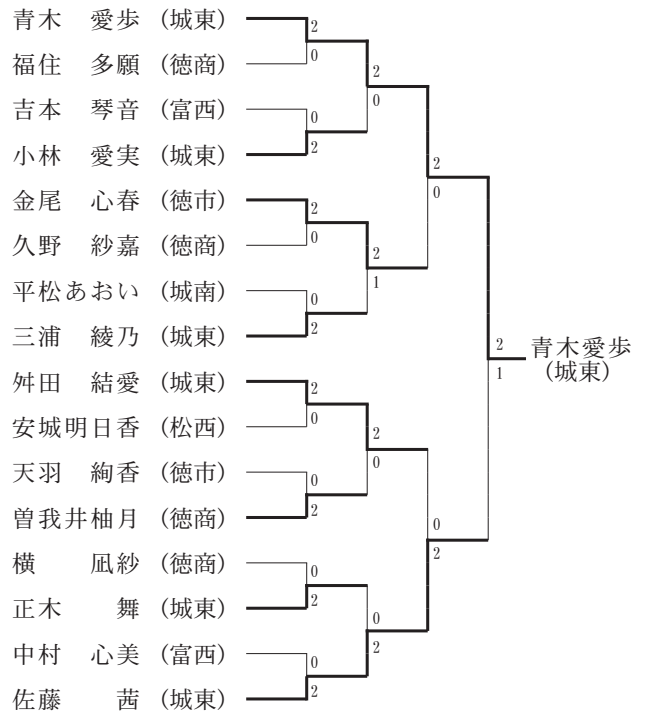 青木　愛歩（城東）
福住　多願（徳商）
吉本　琴音（富西）
小林　愛実（城東）
金尾　心春（徳市）
久野　紗嘉（徳商）
平松あおい（城南）
三浦　綾乃（城東）
舛田　結愛（城東）
安城明日香（松西）
天羽　絢香（徳市）
曽我井柚月（徳商）
横　　凪紗（徳商）
正木　　舞（城東）
中村　心美（富西）
佐藤　　茜（城東）
2
0
0
2
2
0
0
2
2
0
0
2
0
2
0
2
2
0
2
1
2
0
0
2
2
0
0
2
2
1
青木愛歩
（城東）